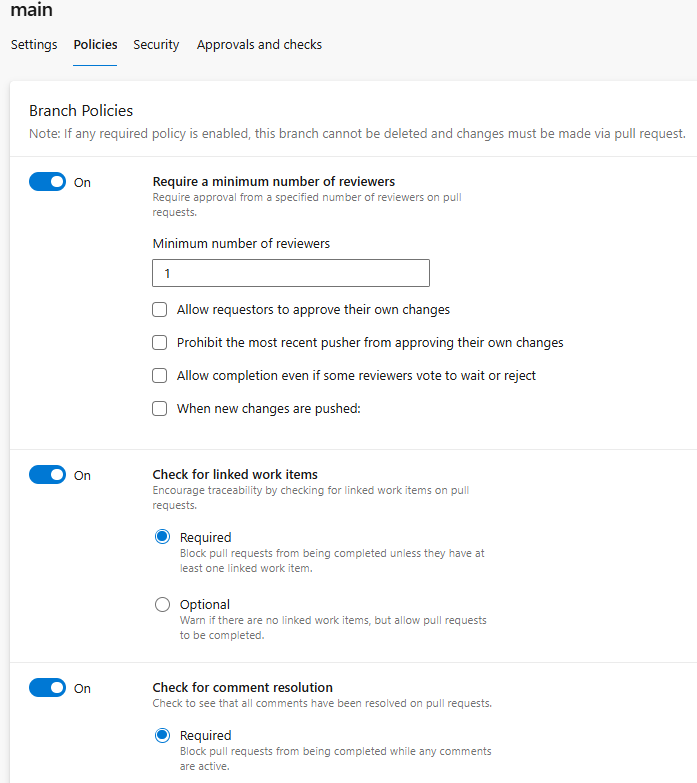 main
Settings Policies Security Approvals and checks
Branch Policies
Note: If any required policy is enabled, this branch cannot be deleted and changes must be made via pull request.
On Require a minimum number of reviewers
Require approval from a specified number of reviewers on pull
requests.
Minimum number of reviewers
1
Allow requestors to approve their own changes
Prohibit the most recent pusher from approving their own changes
Allow completion even if some reviewers vote to wait or reject
When new changes are pushed:
On Check for linked work items
Encourage traceability by checking for linked work items on pull
requests.
Required
Block pull requests from being completed unless they have at
least one linked work item.
Optional
Warn if there are no linked work items, but allow pull requests
to be completed.
On Check for comment resolution
Check to see that all comments have been resolved on pull requests.
Required
Block pull requests from being completed while any comments
are active.